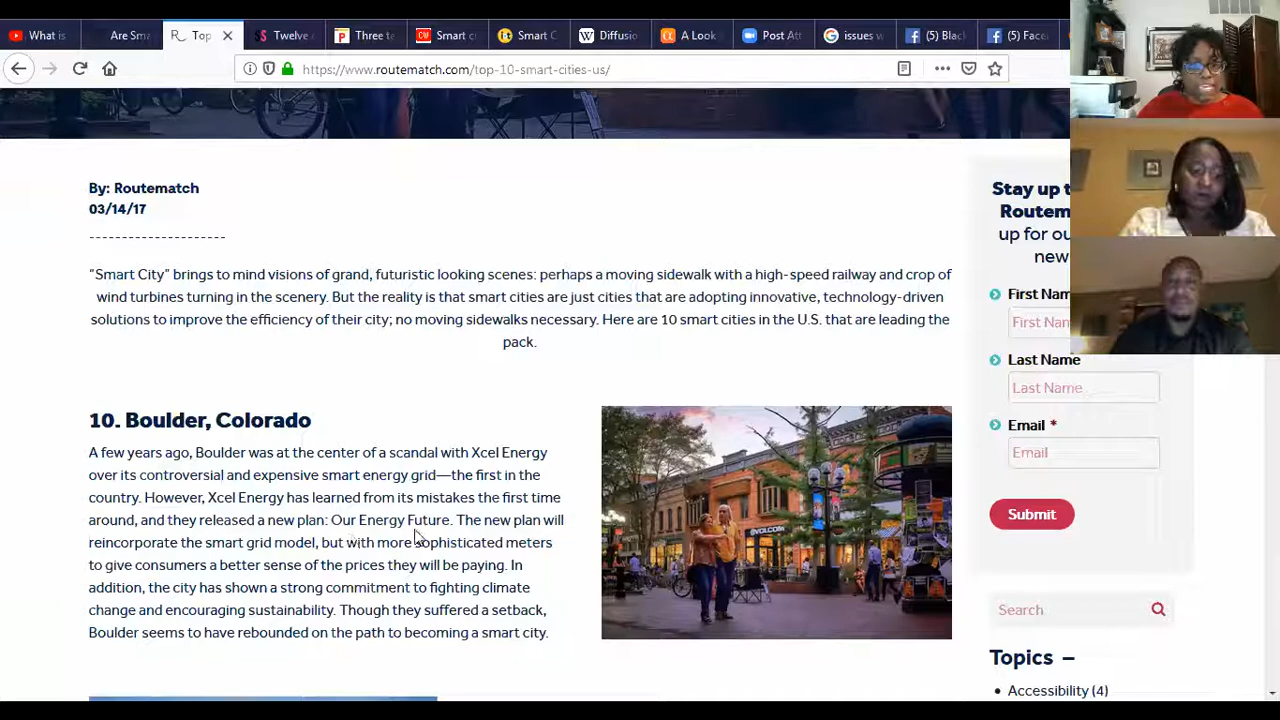 What is
Are Sma
Top
Twelve
Three te
Smart ci
Smart C
Diffusio
A Look
Post Att
issues w
(5) Blac
(5) Face
https://www.routematch.com/top-10-smart-cities-us/
By: Routematch
03/14/17
---------------------
“Smart City” brings to mind visions of grand, futuristic looking scenes: perhaps a moving sidewalk with a high-speed railway and crop of
wind turbines turning in the scenery. But the reality is that smart cities are just cities that are adopting innovative, technology-driven
solutions to improve the efficiency of their city; no moving sidewalks necessary. Here are 10 smart cities in the U.S. that are leading the
pack.
10. Boulder, Colorado
A few years ago, Boulder was at the center of a scandal with Xcel Energy
over its controversial and expensive smart energy grid—the first in the
country. However, Xcel Energy has learned from its mistakes the first time
around, and they released a new plan: Our Energy Future. The new plan will
reincorporate the smart grid model, but with more sophisticated meters
to give consumers a better sense of the prices they will be paying. In
addition, the city has shown a strong commitment to fighting climate
change and encouraging sustainability. Though they suffered a setback,
Boulder seems to have rebounded on the path to becoming a smart city.
Stay up t
Routem
up for ou
new
First Nam
First Nam
Last Name
Last Name
Email *
Email
Submit
Search
Topics –
• Accessibility (4)